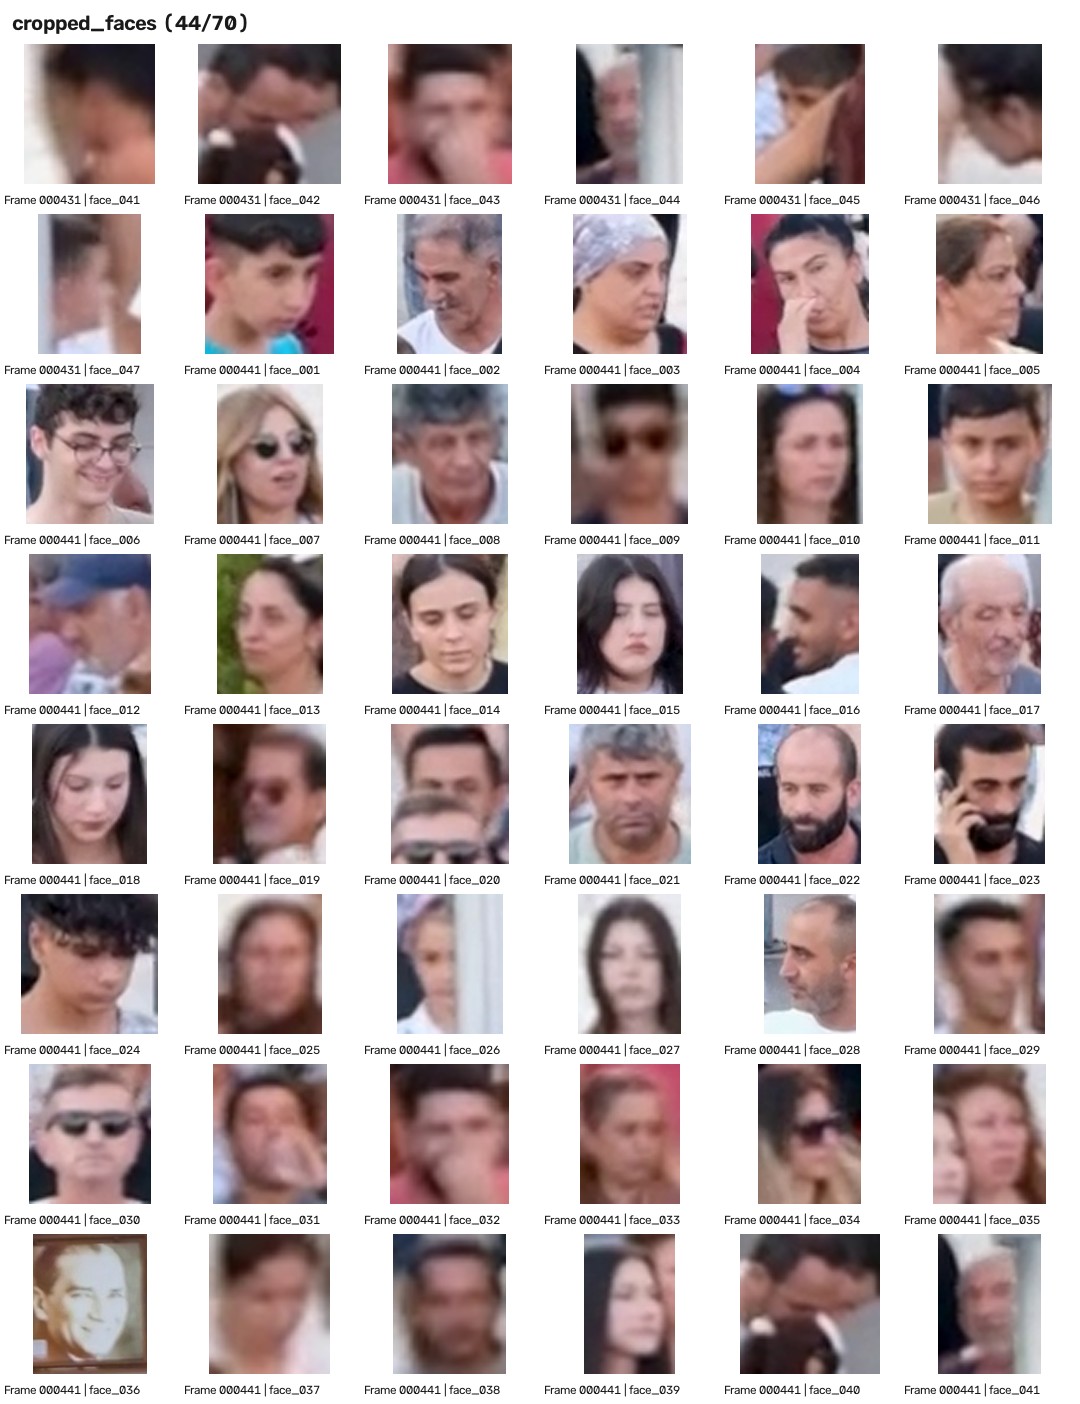 cropped_faces (44/70)
Frame 000431 | face_041
Frame 000431 | face_042
Frame 000431 | face_043
Frame 000431 | face_044
Frame 000431 | face_045
Frame 000431 | face_046
Frame 000431 | face_047
Frame 000441 | face_001
Frame 000441 | face_002
Frame 000441 | face_003
Frame 000441 | face_004
Frame 000441 | face_005
Frame 000441 | face_006
Frame 000441 | face_007
Frame 000441 | face_008
Frame 000441 | face_009
Frame 000441 | face_010
Frame 000441 | face_011
Frame 000441 | face_012
Frame 000441 | face_013
Frame 000441 | face_014
Frame 000441 | face_015
Frame 000441 | face_016
Frame 000441 | face_017
Frame 000441 | face_018
Frame 000441 | face_019
Frame 000441 | face_020
Frame 000441 | face_021
Frame 000441 | face_022
Frame 000441 | face_023
Frame 000441 | face_024
Frame 000441 | face_025
Frame 000441 | face_026
Frame 000441 | face_027
Frame 000441 | face_028
Frame 000441 | face_029
Frame 000441 | face_030
Frame 000441 | face_031
Frame 000441 | face_032
Frame 000441 | face_033
Frame 000441 | face_034
Frame 000441 | face_035
Frame 000441 | face_036
Frame 000441 | face_037
Frame 000441 | face_038
Frame 000441 | face_039
Frame 000441 | face_040
Frame 000441 | face_041